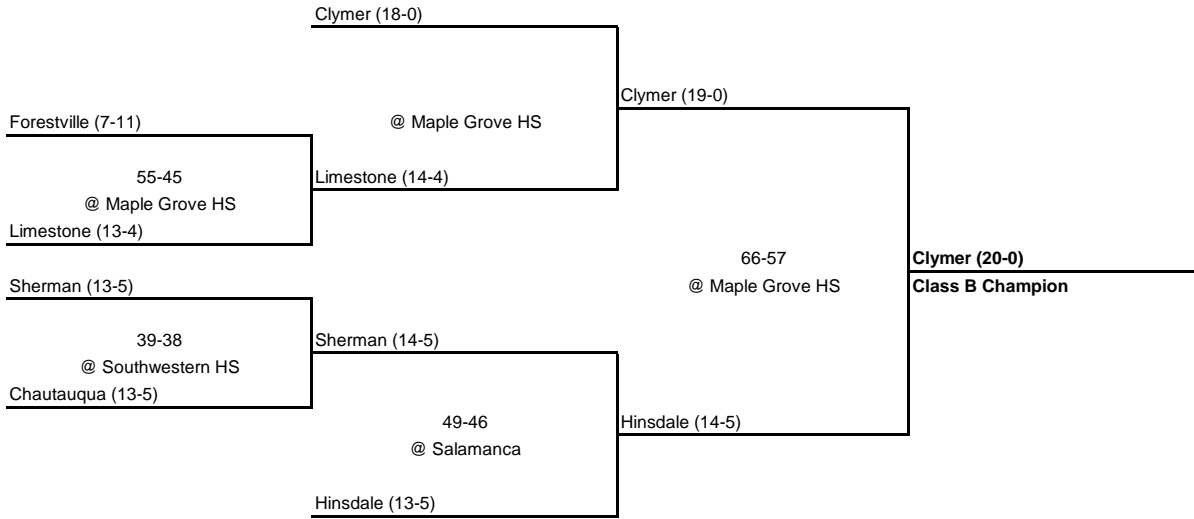 Clymer (18-0)
Clymer (19-0)
Forestville (7-11)
@ Maple Grove HS
55-45
Limestone (14-4)
@ Maple Grove HS
Limestone (13-4)
66-57
Clymer (20-0)
Sherman (13-5)
@ Maple Grove HS
Class B Champion
39-38
Sherman (14-5)
@ Southwestern HS
Chautauqua (13-5)
49-46
Hinsdale (14-5)
@ Salamanca
Hinsdale (13-5)